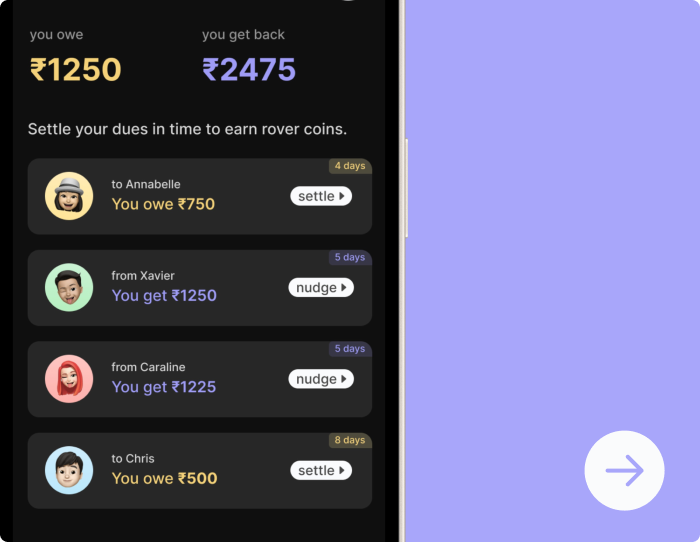 you owe
₹1250
you get back
₹2475
Settle your dues in time to earn rover coins.
4 days
to Annabelle
You owe ₹750
settle
5 days
from Xavier
You get ₹1250
nudge
5 days
from Caraline
You get ₹1225
nudge
8 days
to Chris
You owe ₹500
settle